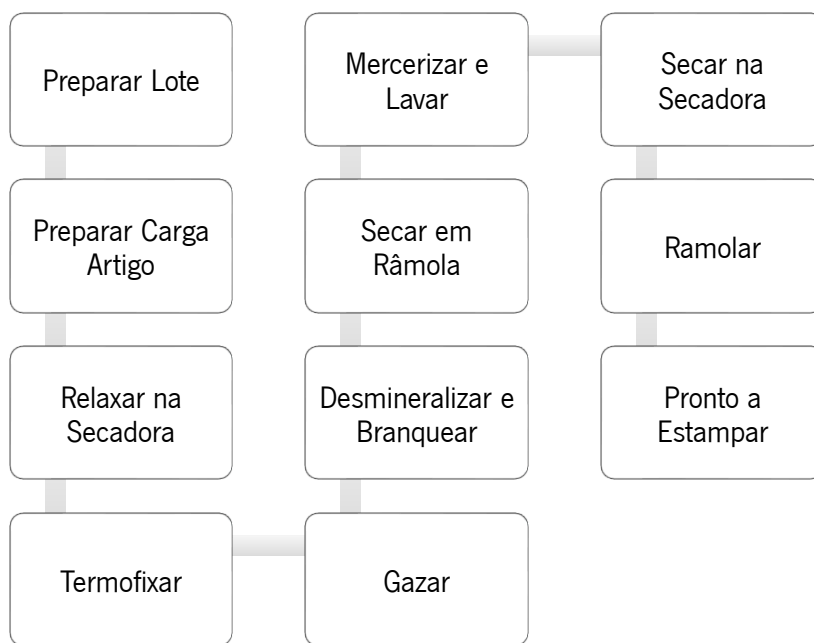 Preparar Lote
Preparar Carga
Artigo
Relaxar na
Secadora
Termofixar
Gazar
Desmineralizar e
Branquear
Secar em
Râmola
Mercerizar e
Lavar
Secar na
Secadora
Ramolar
Pronto a
Estampar